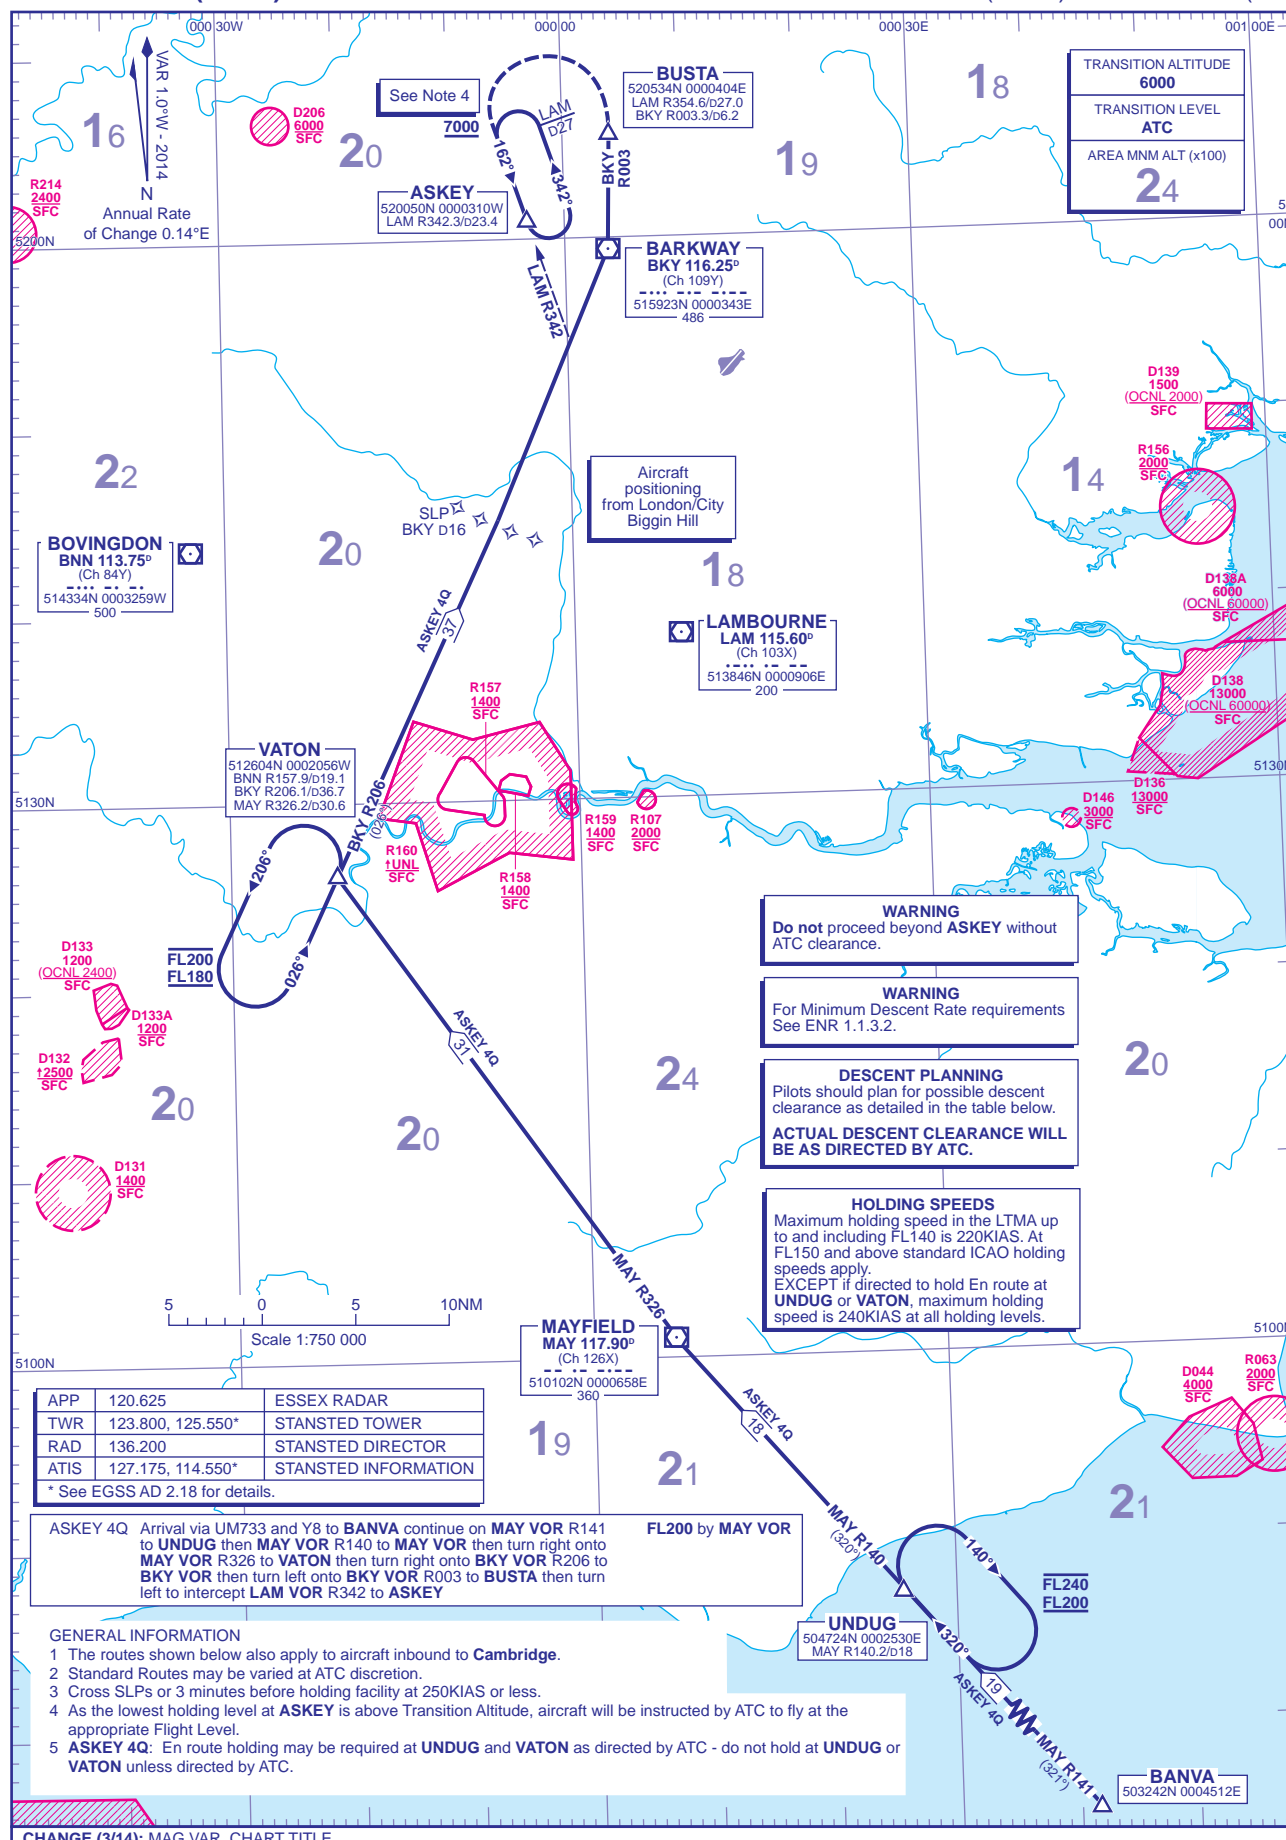 000 30W
000 00
000 30E
001 00E
VAR 1.0°W - 2014
N
Annual Rate
of Change 0.14°E
16
D206
6000
SFC
20
See Note 4
7000
LAM
D27
162°
342°
BUSTA
520534N 0000404E
LAM R354.6/D27.0
BKY R003.3/D6.2
BKY
R003
18
19
TRANSITION ALTITUDE
6000
TRANSITION LEVEL
ATC
AREA MNM ALT (x100)
24
R214
2400
SFC
5200N
ASKEY
520050N 0000310W
LAM R342.3/D23.4
LAM R342
BARKWAY
BKY 116.25ᴰ
(Ch 109Y)
515923N 0000343E
486
D139
1500
(OCNL 2000)
SFC
R156
2000
SFC
22
Aircraft
positioning
from London/City
Biggin Hill
14
SLP
BKY D16
BOVINGDON
BNN 113.75ᴰ
(Ch 84Y)
514334N 0003259W
500
20
18
D138A
6000
(OCNL 60000)
SFC
ASKEY 4Q
37
LAMBOURNE
LAM 115.60ᴰ
(Ch 103X)
513846N 0000906E
200
D138
13000
(OCNL 60000)
SFC
R157
1400
SFC
VATON
512604N 0002056W
BNN R157.9/D19.1
BKY R206.1/D36.7
MAY R326.2/D30.6
BKY R206
(026°)
5130N
5130N
D136
13000
SFC
D146
3000
SFC
R159
1400
SFC
R107
2000
SFC
R160
↑UNL
SFC
R158
1400
SFC
206°
026°
FL200
FL180
WARNING
Do not proceed beyond ASKEY without
ATC clearance.
D133
1200
(OCNL 2400)
SFC
D133A
1200
SFC
D132
↑2500
SFC
WARNING
For Minimum Descent Rate requirements
See ENR 1.1.3.2.
ASKEY 4Q
31
24
20
20
20
DESCENT PLANNING
Pilots should plan for possible descent
clearance as detailed in the table below.
ACTUAL DESCENT CLEARANCE WILL
BE AS DIRECTED BY ATC.
D131
1400
SFC
HOLDING SPEEDS
Maximum holding speed in the LTMA up
to and including FL140 is 220KIAS. At
FL150 and above standard ICAO holding
speeds apply.
EXCEPT if directed to hold En route at
UNDUG or VATON, maximum holding
speed is 240KIAS at all holding levels.
MAY R326
5 0 5 10NM
Scale 1:750 000
MAYFIELD
MAY 117.90ᴰ
(Ch 126X)
510102N 0000658E
360
5100N
5100N
D044
4000
SFC
R063
2000
SFC
APP 120.625 ESSEX RADAR
TWR 123.800, 125.550* STANSTED TOWER
RAD 136.200 STANSTED DIRECTOR
ATIS 127.175, 114.550* STANSTED INFORMATION
* See EGSS AD 2.18 for details.
19
21
21
ASKEY 4Q
18
MAY R140
(320°)
ASKEY 4Q Arrival via UM733 and Y8 to BANVA continue on MAY VOR R141 FL200 by MAY VOR
to UNDUG then MAY VOR R140 to MAY VOR then turn right onto
MAY VOR R326 to VATON then turn right onto BKY VOR R206 to
BKY VOR then turn left onto BKY VOR R003 to BUSTA then turn
left to intercept LAM VOR R342 to ASKEY
140°
320°
FL240
FL200
UNDUG
504724N 0002530E
MAY R140.2/D18
GENERAL INFORMATION
1 The routes shown below also apply to aircraft inbound to Cambridge.
2 Standard Routes may be varied at ATC discretion.
3 Cross SLPs or 3 minutes before holding facility at 250KIAS or less.
4 As the lowest holding level at ASKEY is above Transition Altitude, aircraft will be instructed by ATC to fly at the
appropriate Flight Level.
5 ASKEY 4Q: En route holding may be required at UNDUG and VATON as directed by ATC - do not hold at UNDUG or
VATON unless directed by ATC.
19
ASKEY 4Q
MAY R141
(321°)
BANVA
503242N 0004512E
CHANGE (3/14): MAG VAR. CHART TITLE